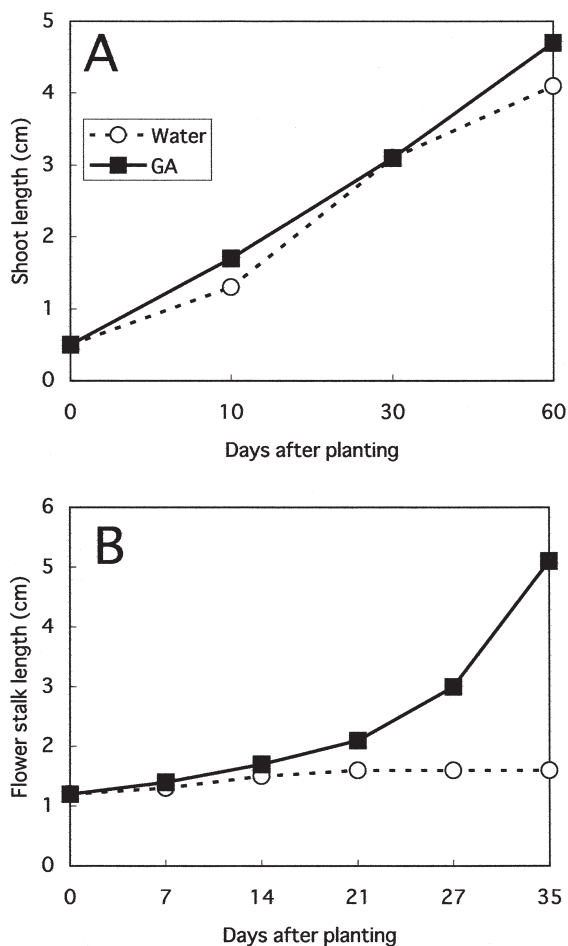 A
Shoot length (cm)
5
4
3
2
1
0
Water
GA
0 10 30 60
Days after planting
B
Flower stalk length (cm)
6
5
4
3
2
1
0
0 7 14 21 27 35
Days after planting